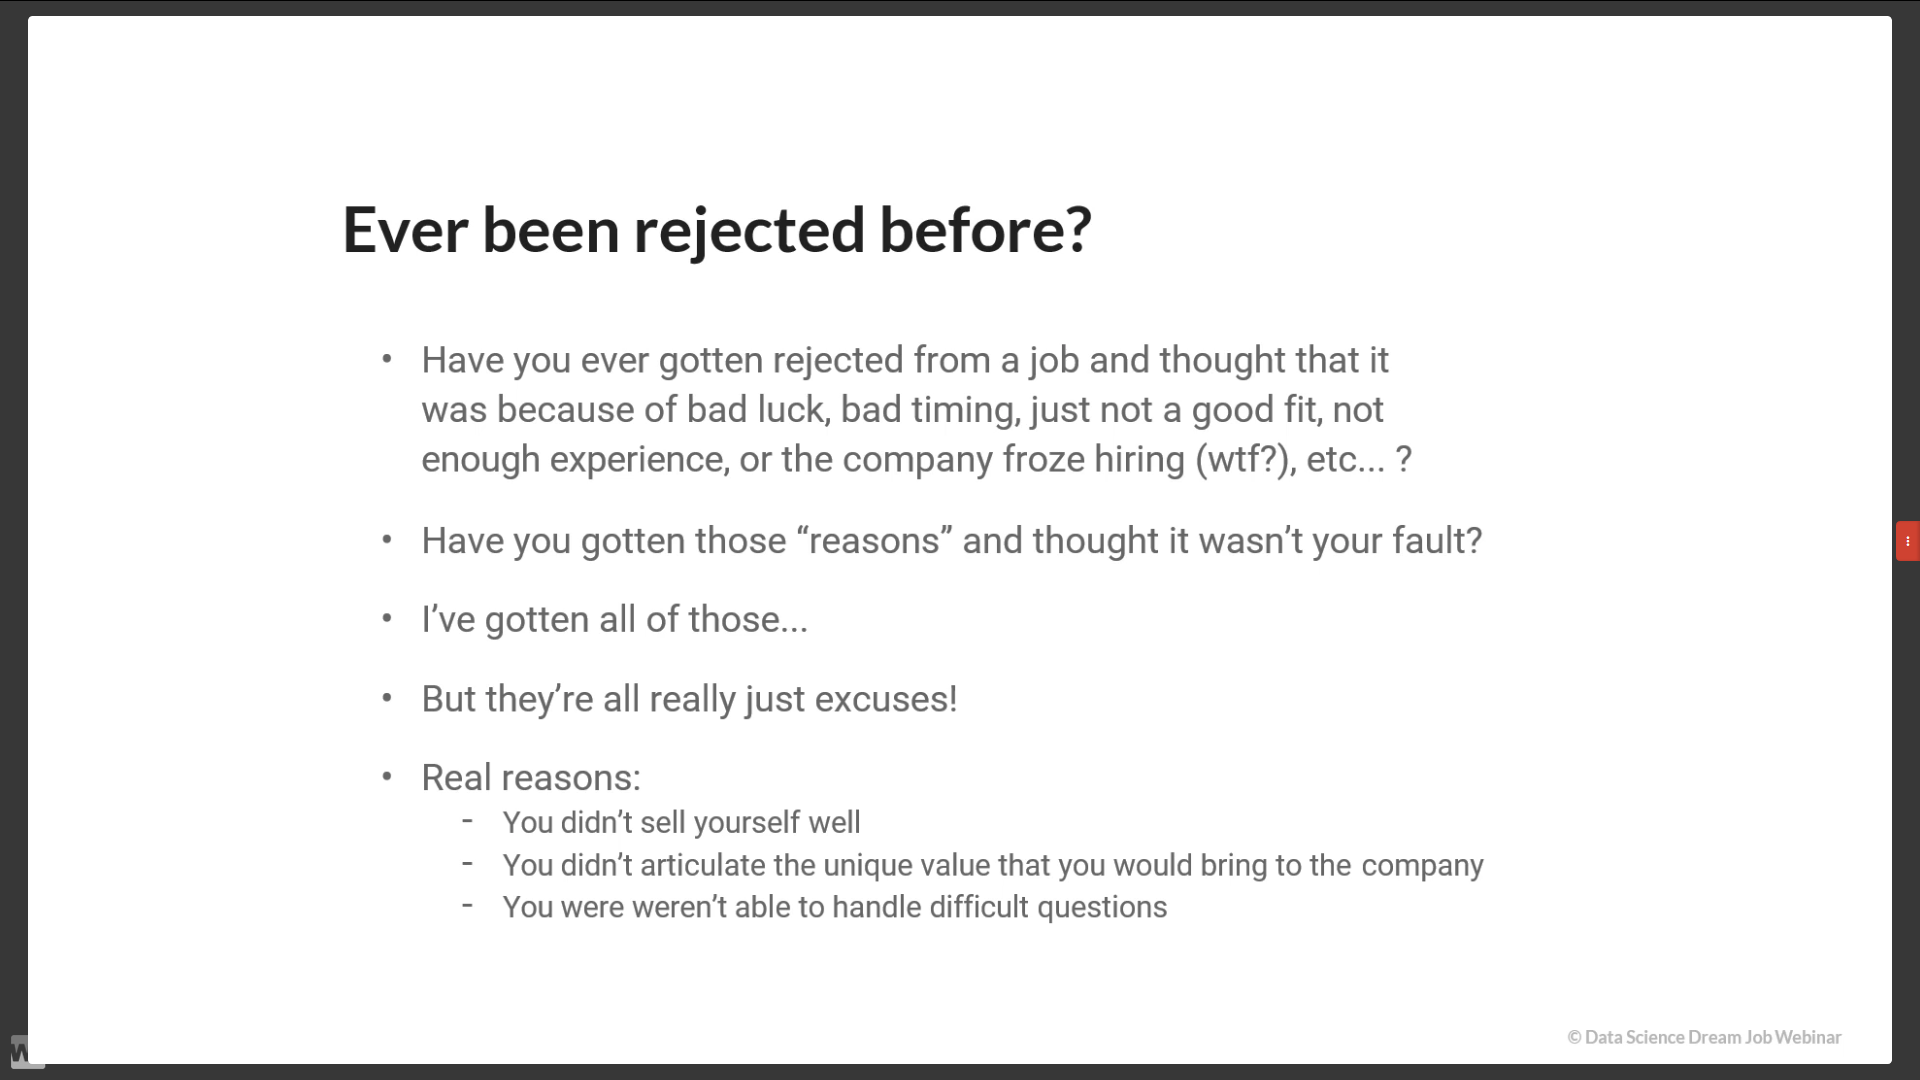 Ever been rejected before?
• Have you ever gotten rejected from a job and thought that it
was because of bad luck, bad timing, just not a good fit, not
enough experience, or the company froze hiring (wtf?), etc... ?
• Have you gotten those “reasons” and thought it wasn’t your fault?
• I’ve gotten all of those...
• But they’re all really just excuses!
• Real reasons:
- You didn’t sell yourself well
- You didn’t articulate the unique value that you would bring to the company
- You were weren’t able to handle difficult questions
© Data Science Dream Job Webinar
W